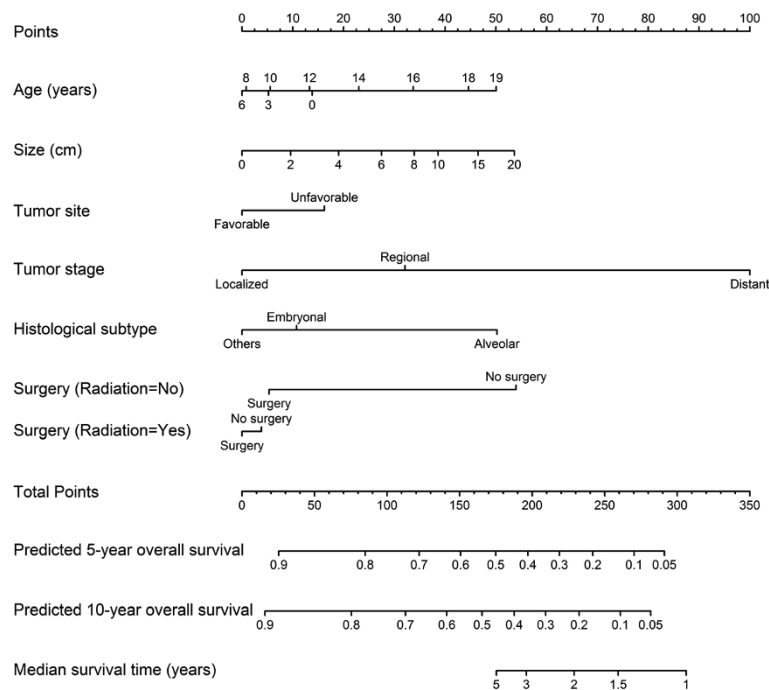 Points
0 10 20 30 40 50 60 70 80 90 100
Age (years)
8 10 12 14 16 18 19
6 3 0
Size (cm)
0 2 4 6 8 10 15 20
Tumor site
Unfavorable
Favorable
Tumor stage
Regional
Localized Distant
Histological subtype
Embryonal
Others Alveolar
Surgery (Radiation=No)
No surgery
Surgery
Surgery (Radiation=Yes)
No surgery
Surgery
Total Points
0 50 100 150 200 250 300 350
Predicted 5-year overall survival
0.9 0.8 0.7 0.6 0.5 0.4 0.3 0.2 0.1 0.05
Predicted 10-year overall survival
0.9 0.8 0.7 0.6 0.5 0.4 0.3 0.2 0.1 0.05
Median survival time (years)
5 3 2 1.5 1